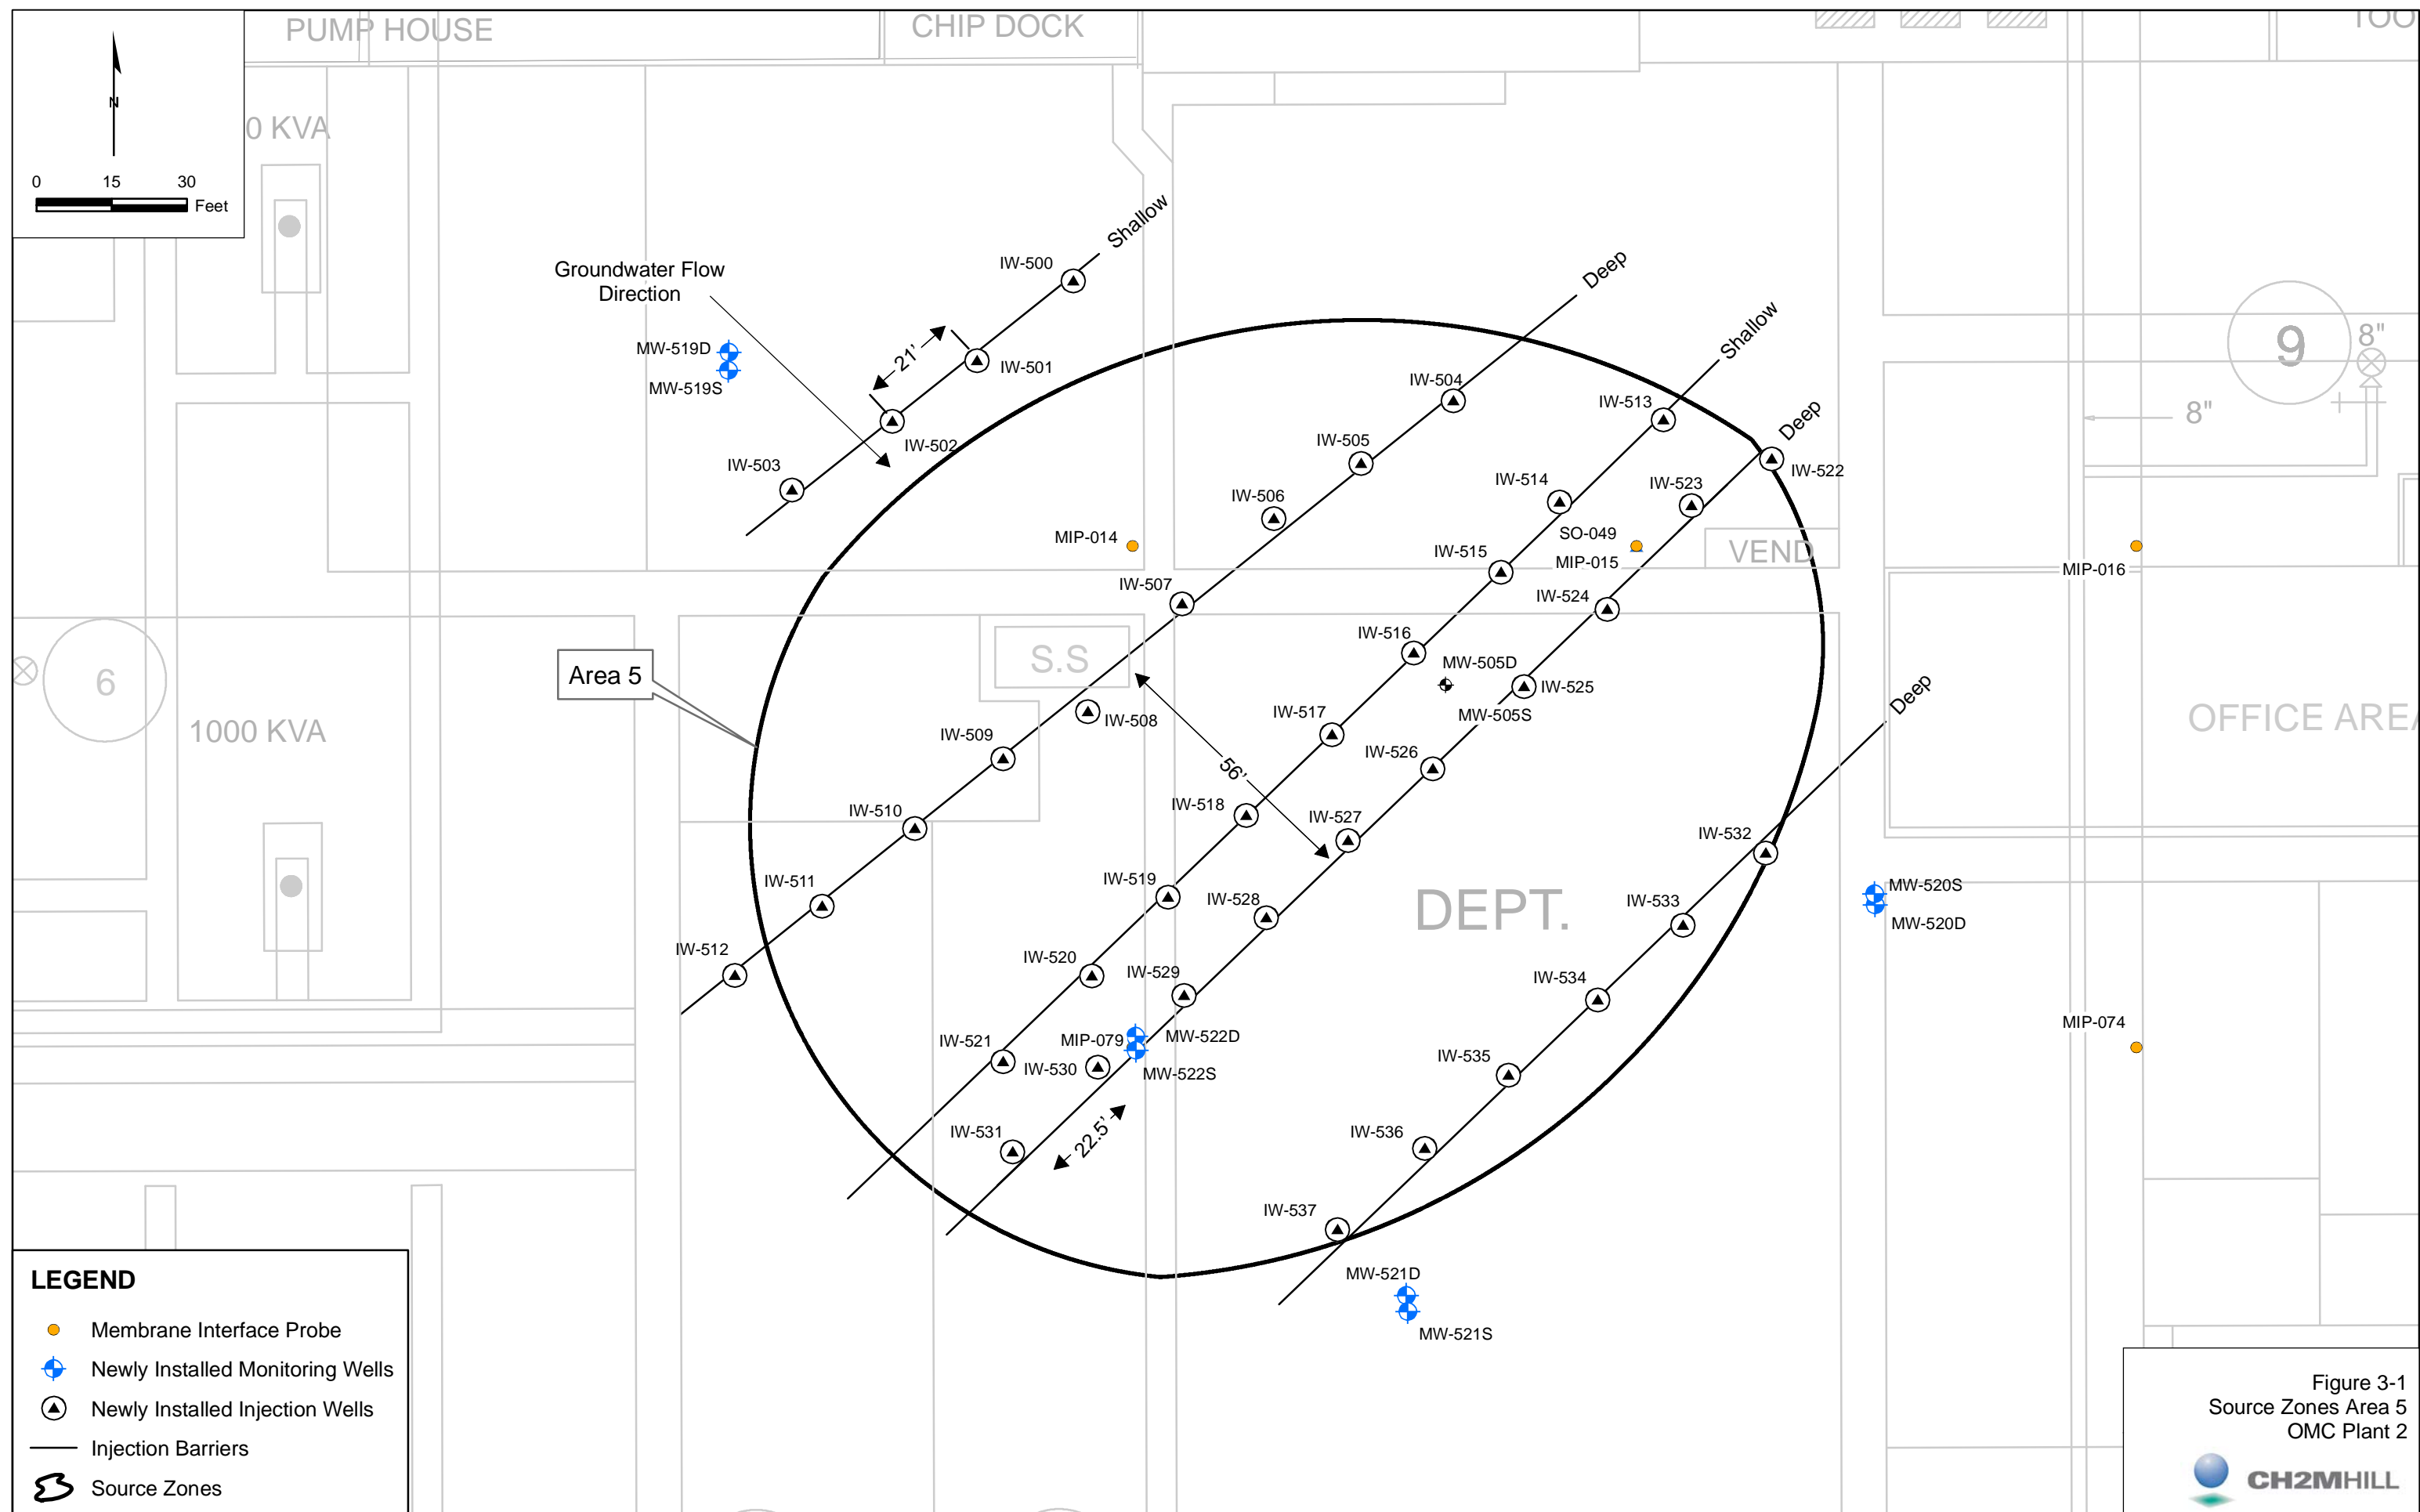 PUMP HOUSE
CHIP DOCK
TOO
N
0 KVA
0 15 30
Feet
8"
9
8"
Groundwater Flow
Direction
Shallow
Deep
Shallow
Deep
Deep
IW-500
21'
IW-501
IW-502
IW-503
MW-519D
MW-519S
IW-504
IW-505
IW-506
IW-507
IW-508
IW-509
IW-510
IW-511
IW-512
IW-513
IW-514
IW-515
IW-516
IW-517
IW-518
IW-519
IW-520
IW-521
IW-522
IW-523
IW-524
IW-525
IW-526
IW-527
IW-528
IW-529
IW-530
IW-531
IW-532
IW-533
IW-534
IW-535
IW-536
IW-537
MIP-014
SO-049
MIP-015
VEND
MIP-016
S.S
MW-505D
MW-505S
Area 5
6
1000 KVA
OFFICE AREA
56'
DEPT.
MW-520S
MW-520D
MIP-079
MW-522D
MW-522S
MIP-074
22.5'
MW-521D
MW-521S
LEGEND
Membrane Interface Probe
Newly Installed Monitoring Wells
Newly Installed Injection Wells
Injection Barriers
Source Zones
Figure 3-1
Source Zones Area 5
OMC Plant 2
CH2MHILL